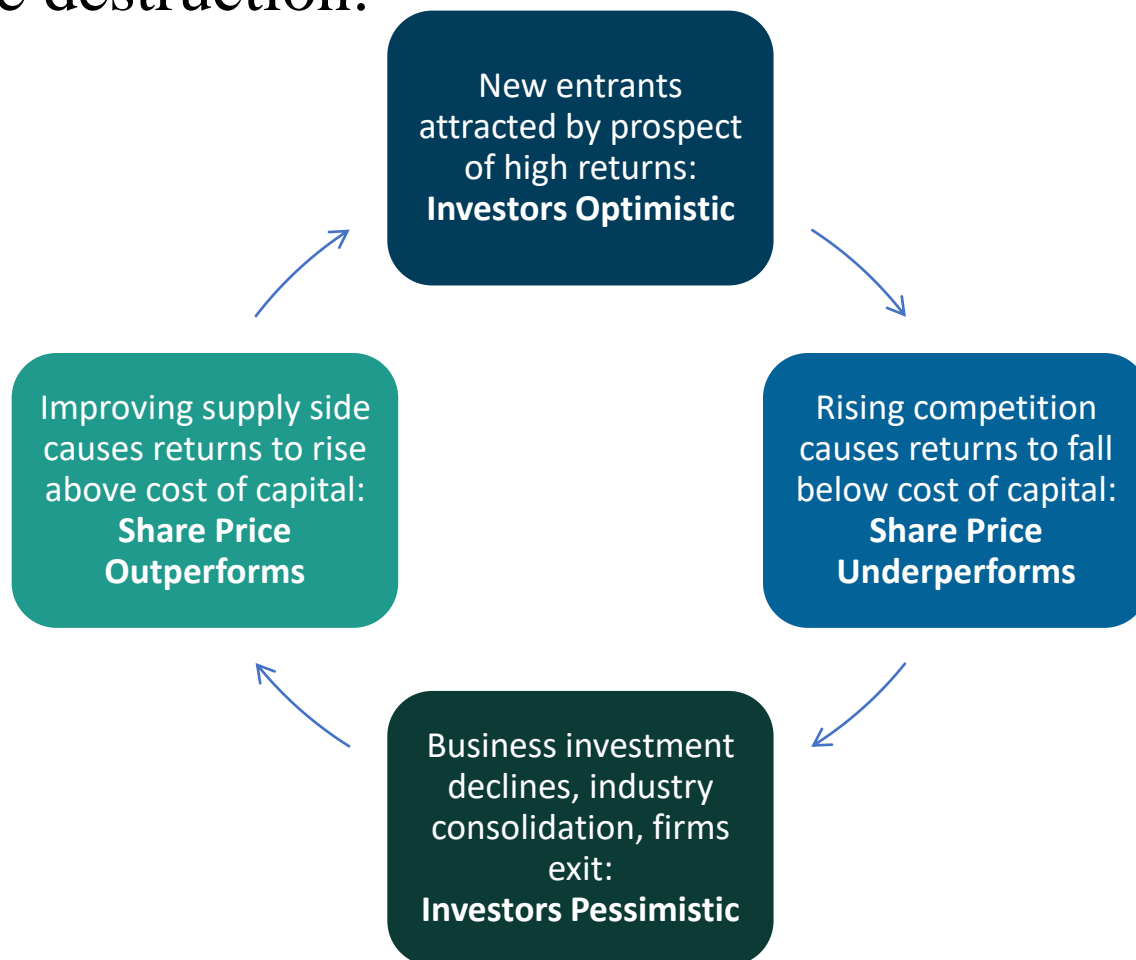 e destruction.
New entrants
attracted by prospect
of high returns:
Investors Optimistic
Improving supply side
causes returns to rise
above cost of capital:
Share Price
Outperforms
Rising competition
causes returns to fall
below cost of capital:
Share Price
Underperforms
Business investment
declines, industry
consolidation, firms
exit:
Investors Pessimistic